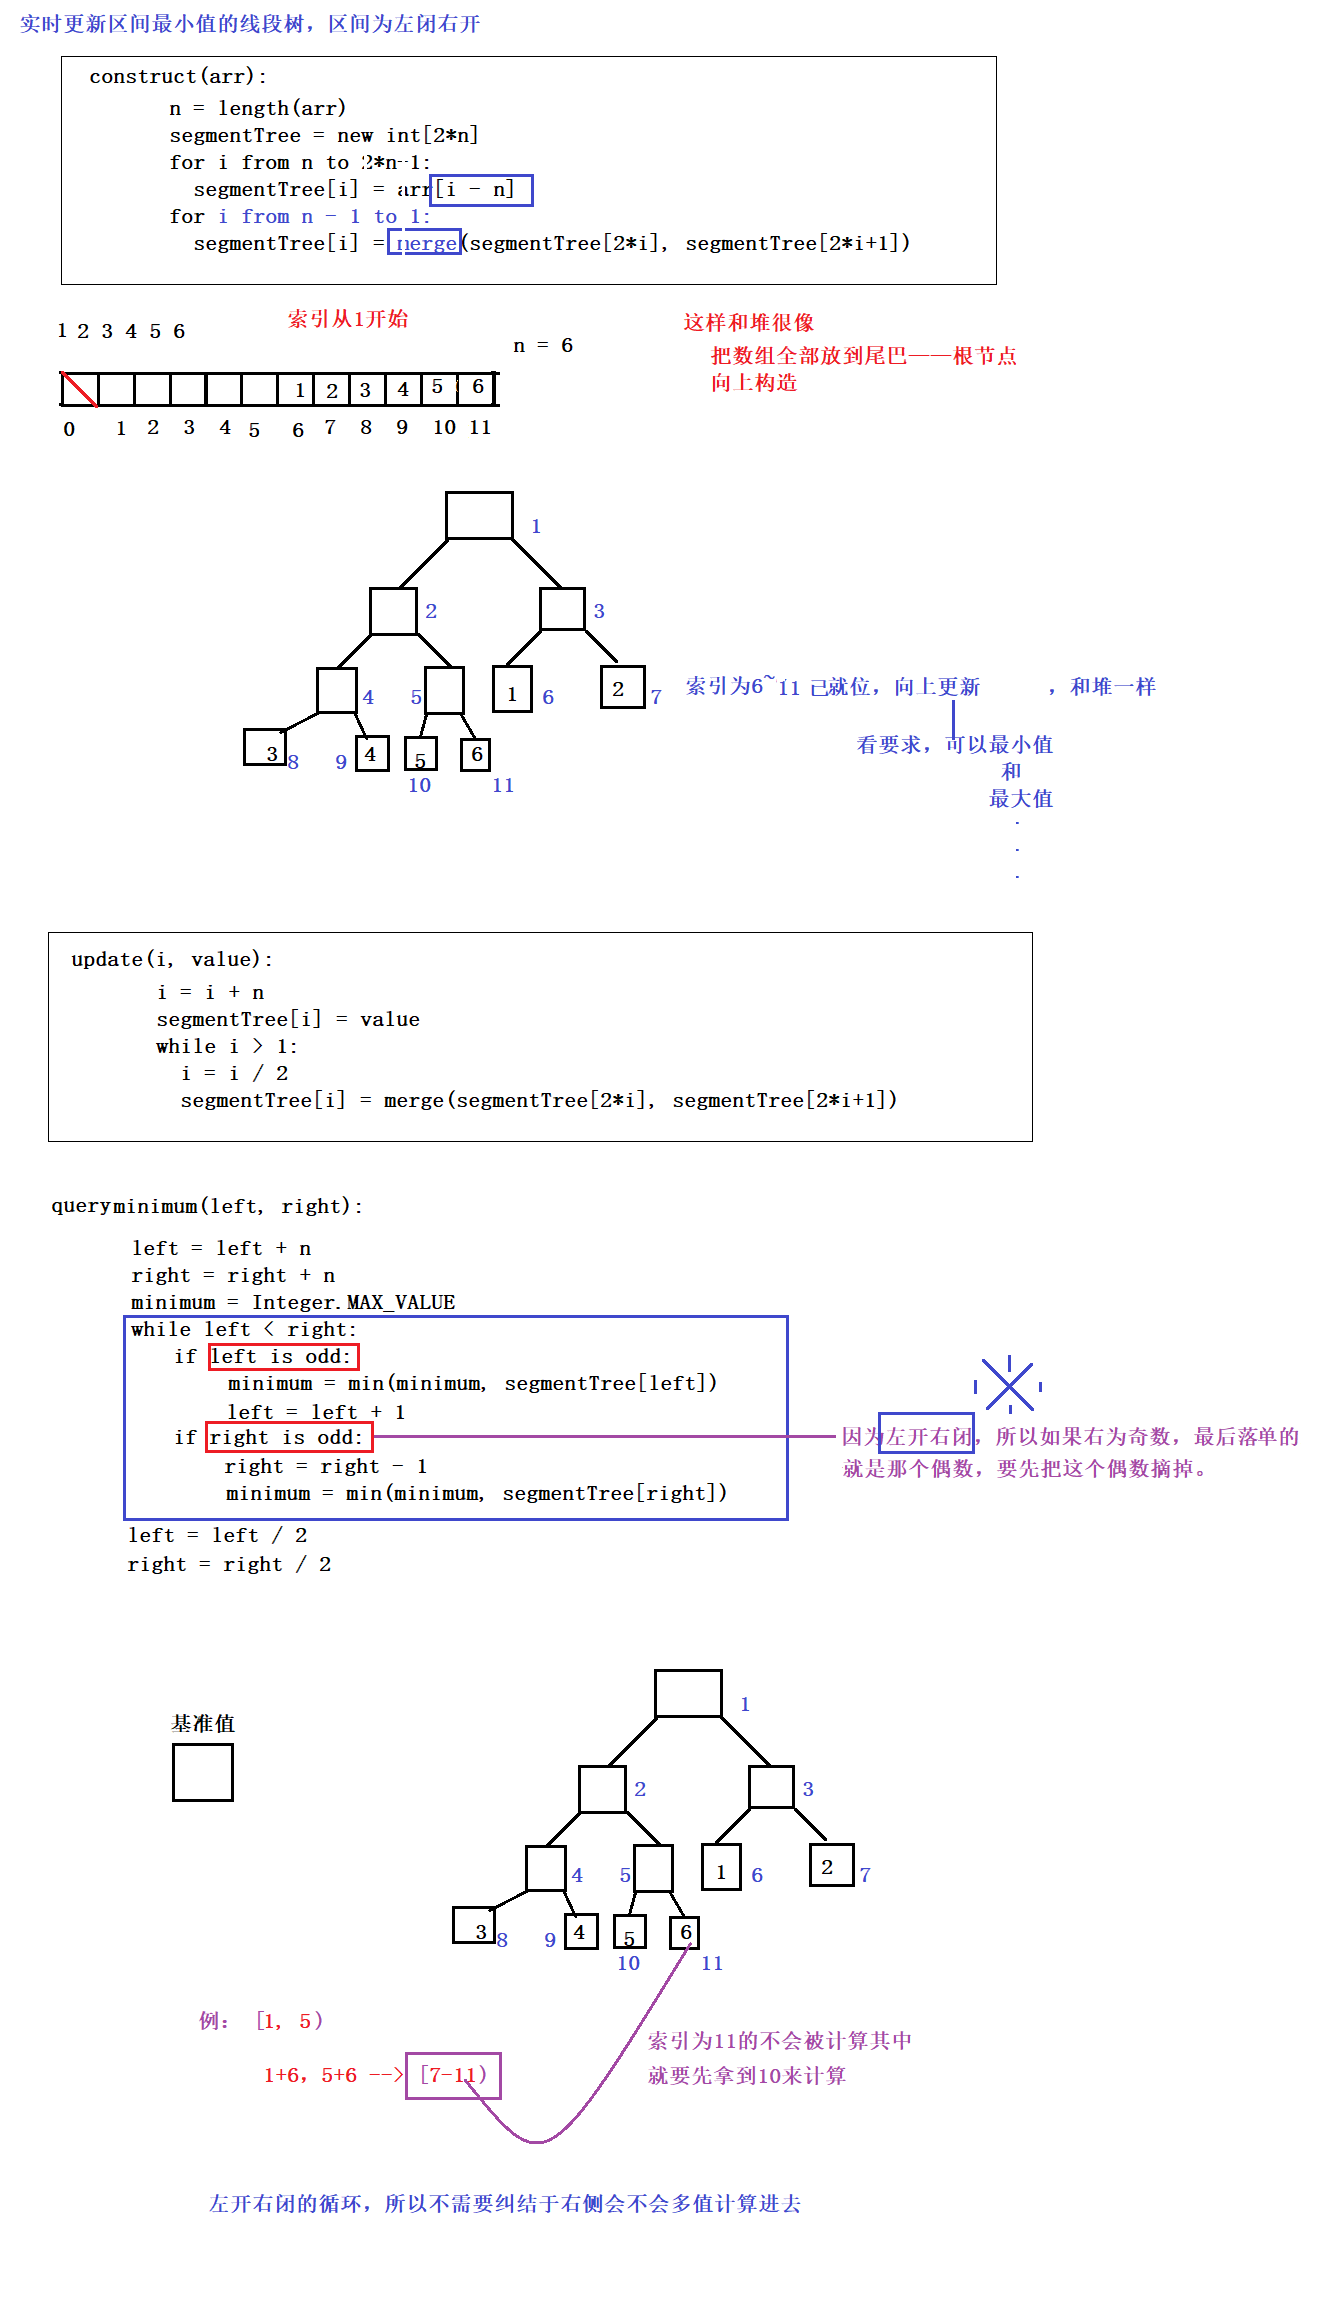 实时更新区间最小值的线段树，区间为左闭右开
construct(arr):
n = length(arr)
segmentTree = new int[2*n]
for i from n to 2*n-1:
segmentTree[i] = arr[i - n]
for i from n - 1 to 1:
segmentTree[i] = merge(segmentTree[2*i], segmentTree[2*i+1])
索引从1开始
这样和堆很像
1 2 3 4 5 6
n = 6
把数组全部放到尾巴——根节点
向上构造
1 2 3 4 5 6
0 1 2 3 4 5 6 7 8 9 10 11
1
2 3
4 5 1 6 2 7
索引为6~11 已就位，向上更新 ，和堆一样
看要求，可以最小值
和
最大值
.
.
.
3 8 9 4 5 6
10 11
update(i, value):
i = i + n
segmentTree[i] = value
while i > 1:
i = i / 2
segmentTree[i] = merge(segmentTree[2*i], segmentTree[2*i+1])
queryminimum(left, right):
left = left + n
right = right + n
minimum = Integer.MAX_VALUE
while left < right:
if left is odd:
minimum = min(minimum, segmentTree[left])
left = left + 1
if right is odd:
right = right - 1
minimum = min(minimum, segmentTree[right])
因为左开右闭，所以如果右为奇数，最后落单的
就是那个偶数，要先把这个偶数摘掉。
left = left / 2
right = right / 2
基准值
1
2 3
4 5 1 6 2 7
3 8 9 4 5 6
10 11
例： [1, 5)
1+6，5+6 --> [7-11)
索引为11的不会被计算其中
就要先拿到10来计算
左开右闭的循环，所以不需要纠结于右侧会不会多值计算进去